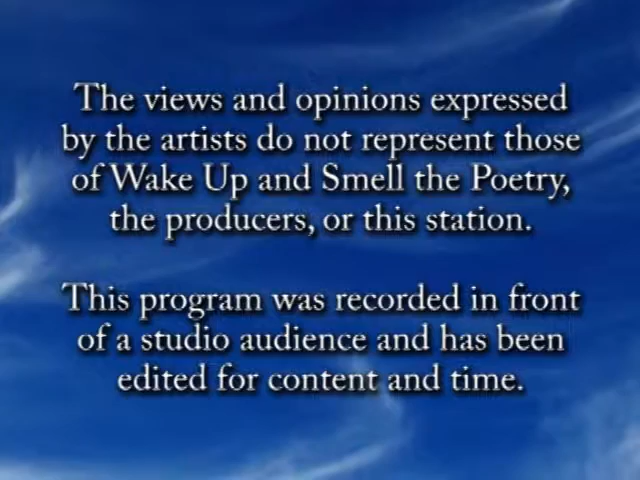 The views and opinions expressed
by the artists do not represent those
of Wake Up and Smell the Poetry,
the producers, or this station.
This program was recorded in front
of a studio audience and has been
edited for content and time.